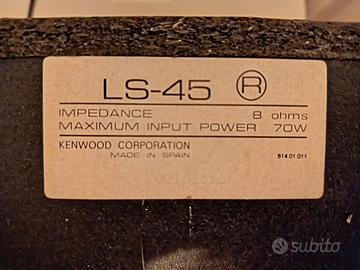 LS-45 R
IMPEDANCE 8 ohms
MAXIMUM INPUT POWER 70W
KENWOOD CORPORATION
MADE IN SPAIN 614.01.011
subito